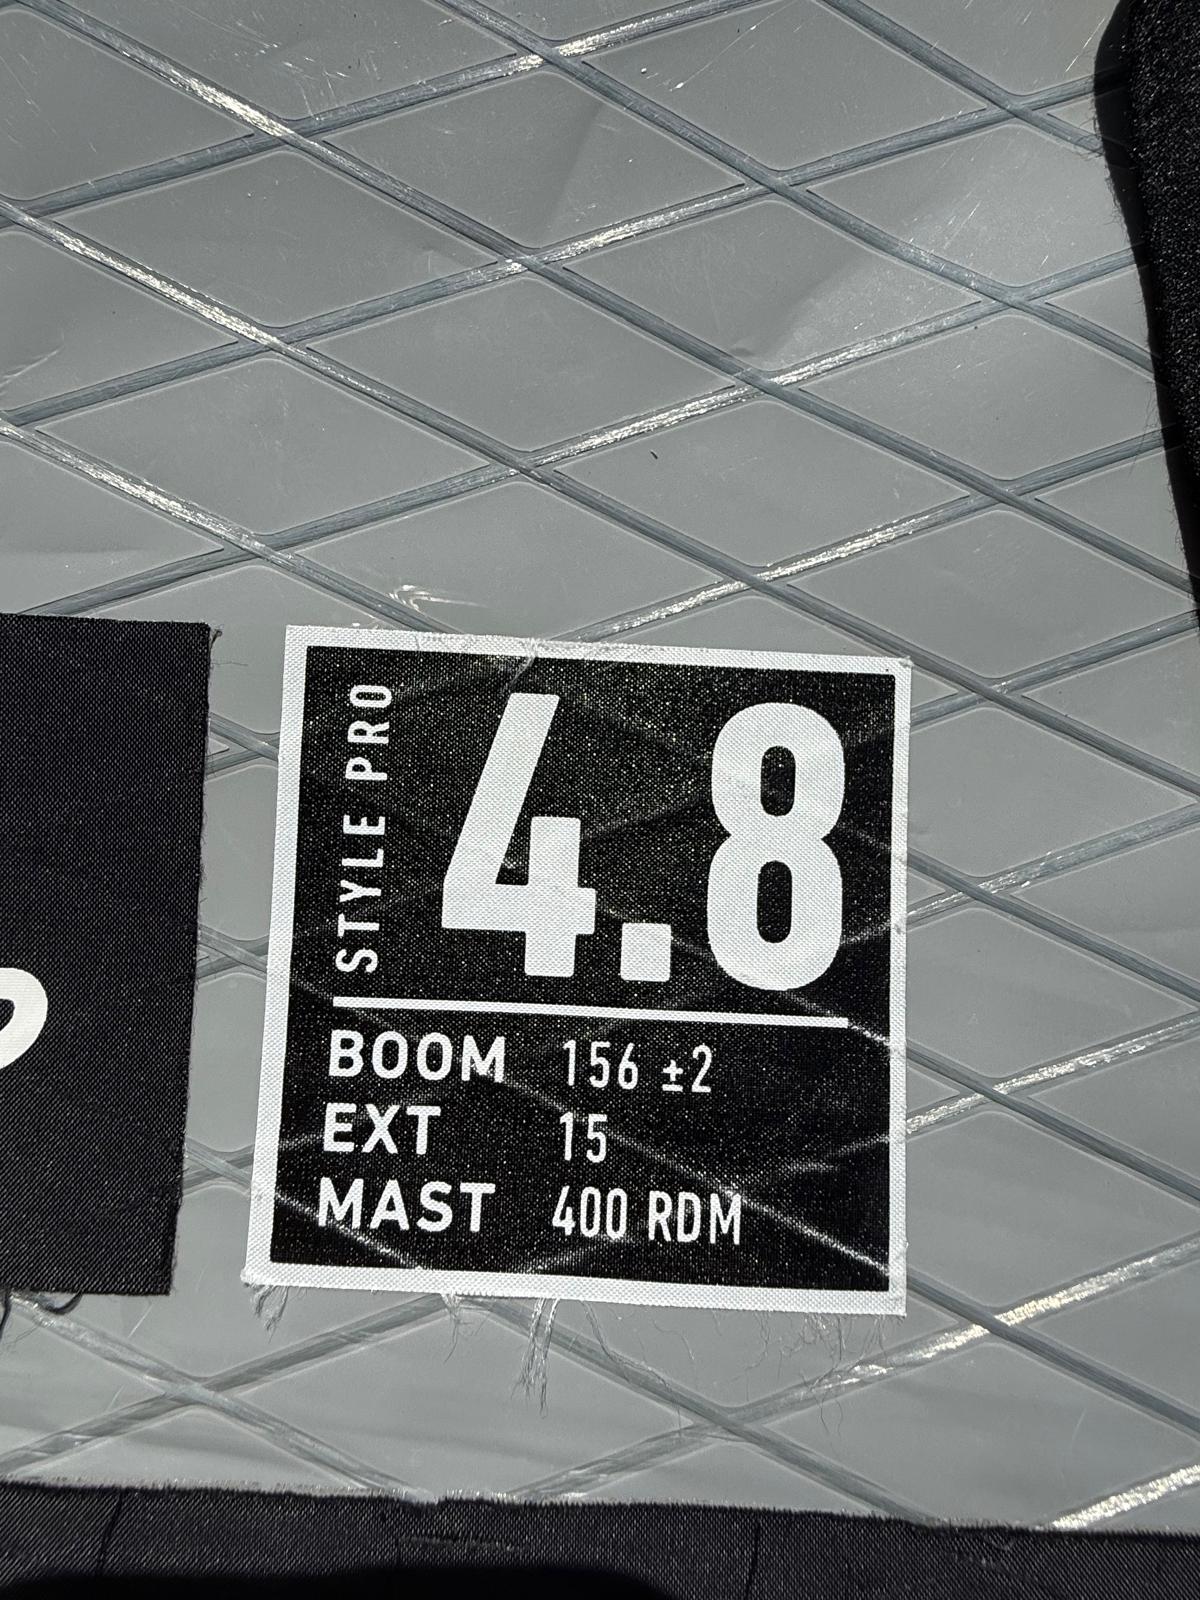 STYLE PRO
4.8
BOOM 156 ±2
EXT 15
MAST 400 RDM